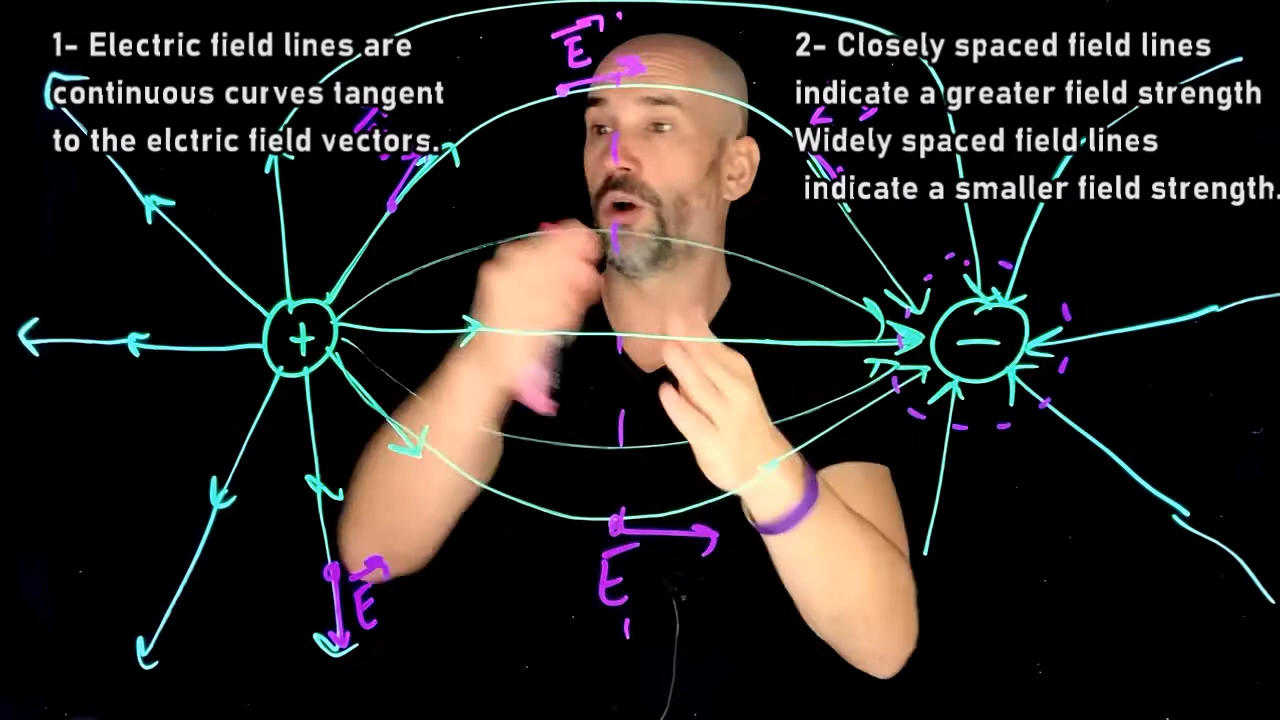 1- Electric field lines are
continuous curves tangent
to the elctric field vectors.
2- Closely spaced field lines
indicate a greater field strength
Widely spaced field lines
indicate a smaller field strength.
E
+
−
E
E